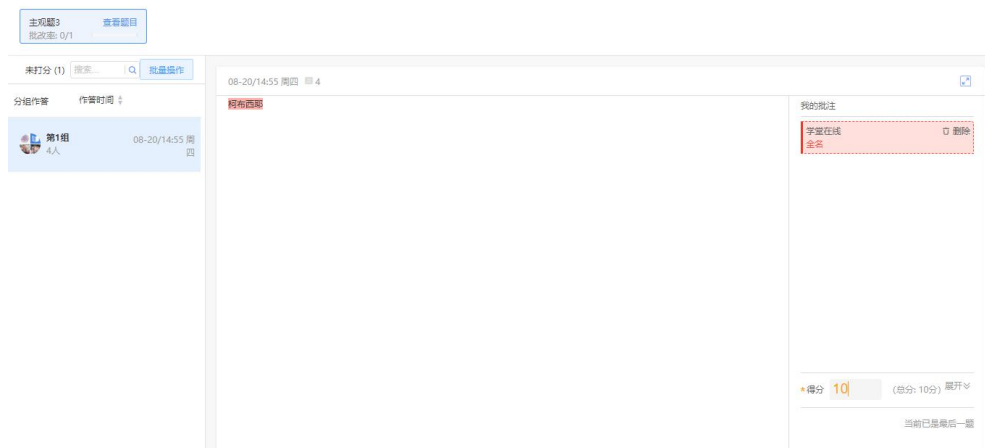 主观题3 查看题目
批改率: 0/1
未打分 (1) 搜索... 批量操作
分组作答 作答时间
第1组 08-20/14:55 周四
4人
08-20/14:55 周四 4
柯布西耶
我的批注
学堂在线 删除
全名
*得分 10 (总分: 10分) 展开
当前已是最后一题